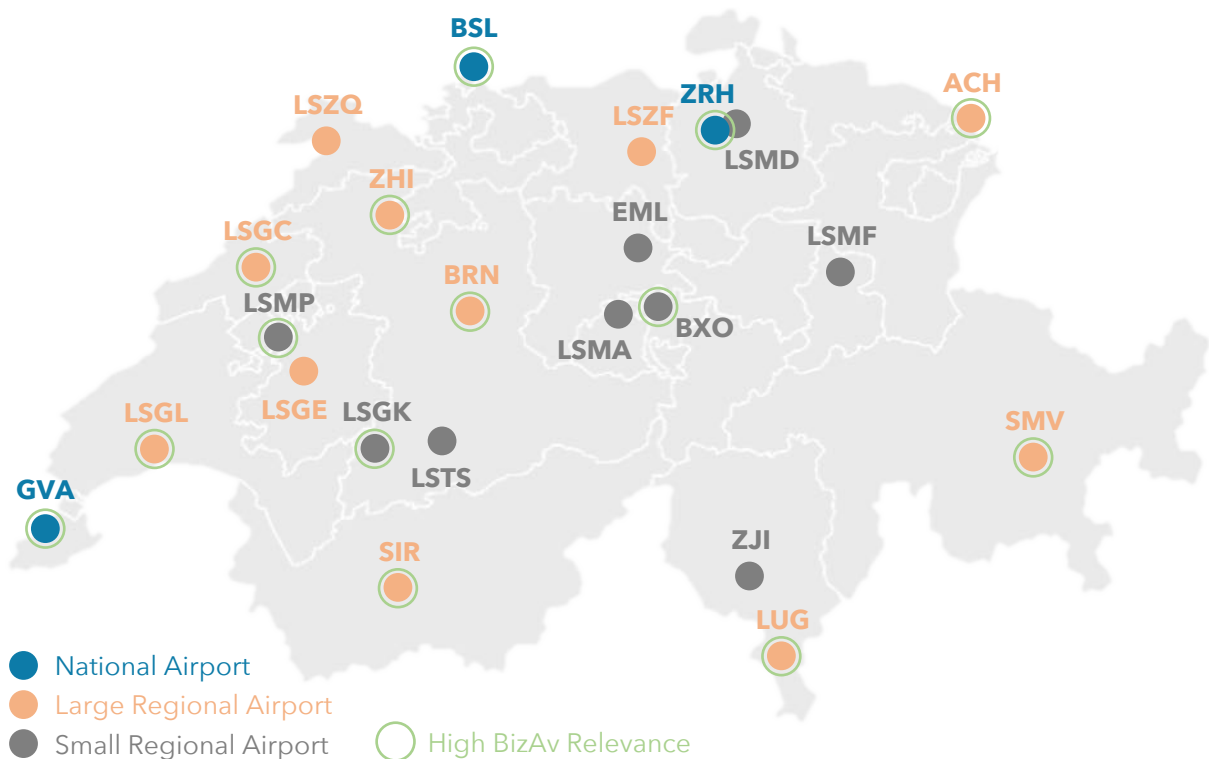 BSL
ACH
ZRH
LSZQ
LSZF
LSMD
ZHI
EML
LSGC
LSMF
BRN
LSMP
BXO
LSMA
LSGE
LSGK
LSGL
SMV
LSTS
GVA
ZJI
SIR
LUG
National Airport
Large Regional Airport
Small Regional Airport
High BizAv Relevance